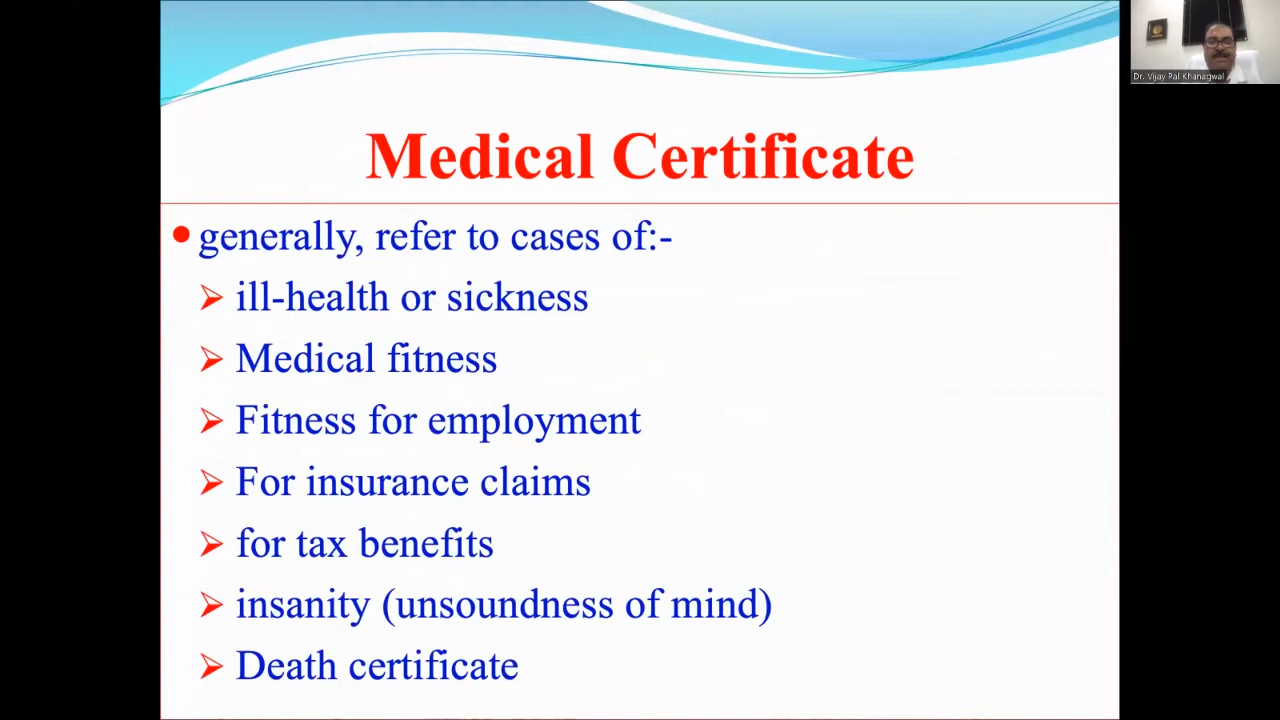 Dr. Vijay Pal Khanagwal
Medical Certificate
generally, refer to cases of:-
ill-health or sickness
Medical fitness
Fitness for employment
For insurance claims
for tax benefits
insanity (unsoundness of mind)
Death certificate